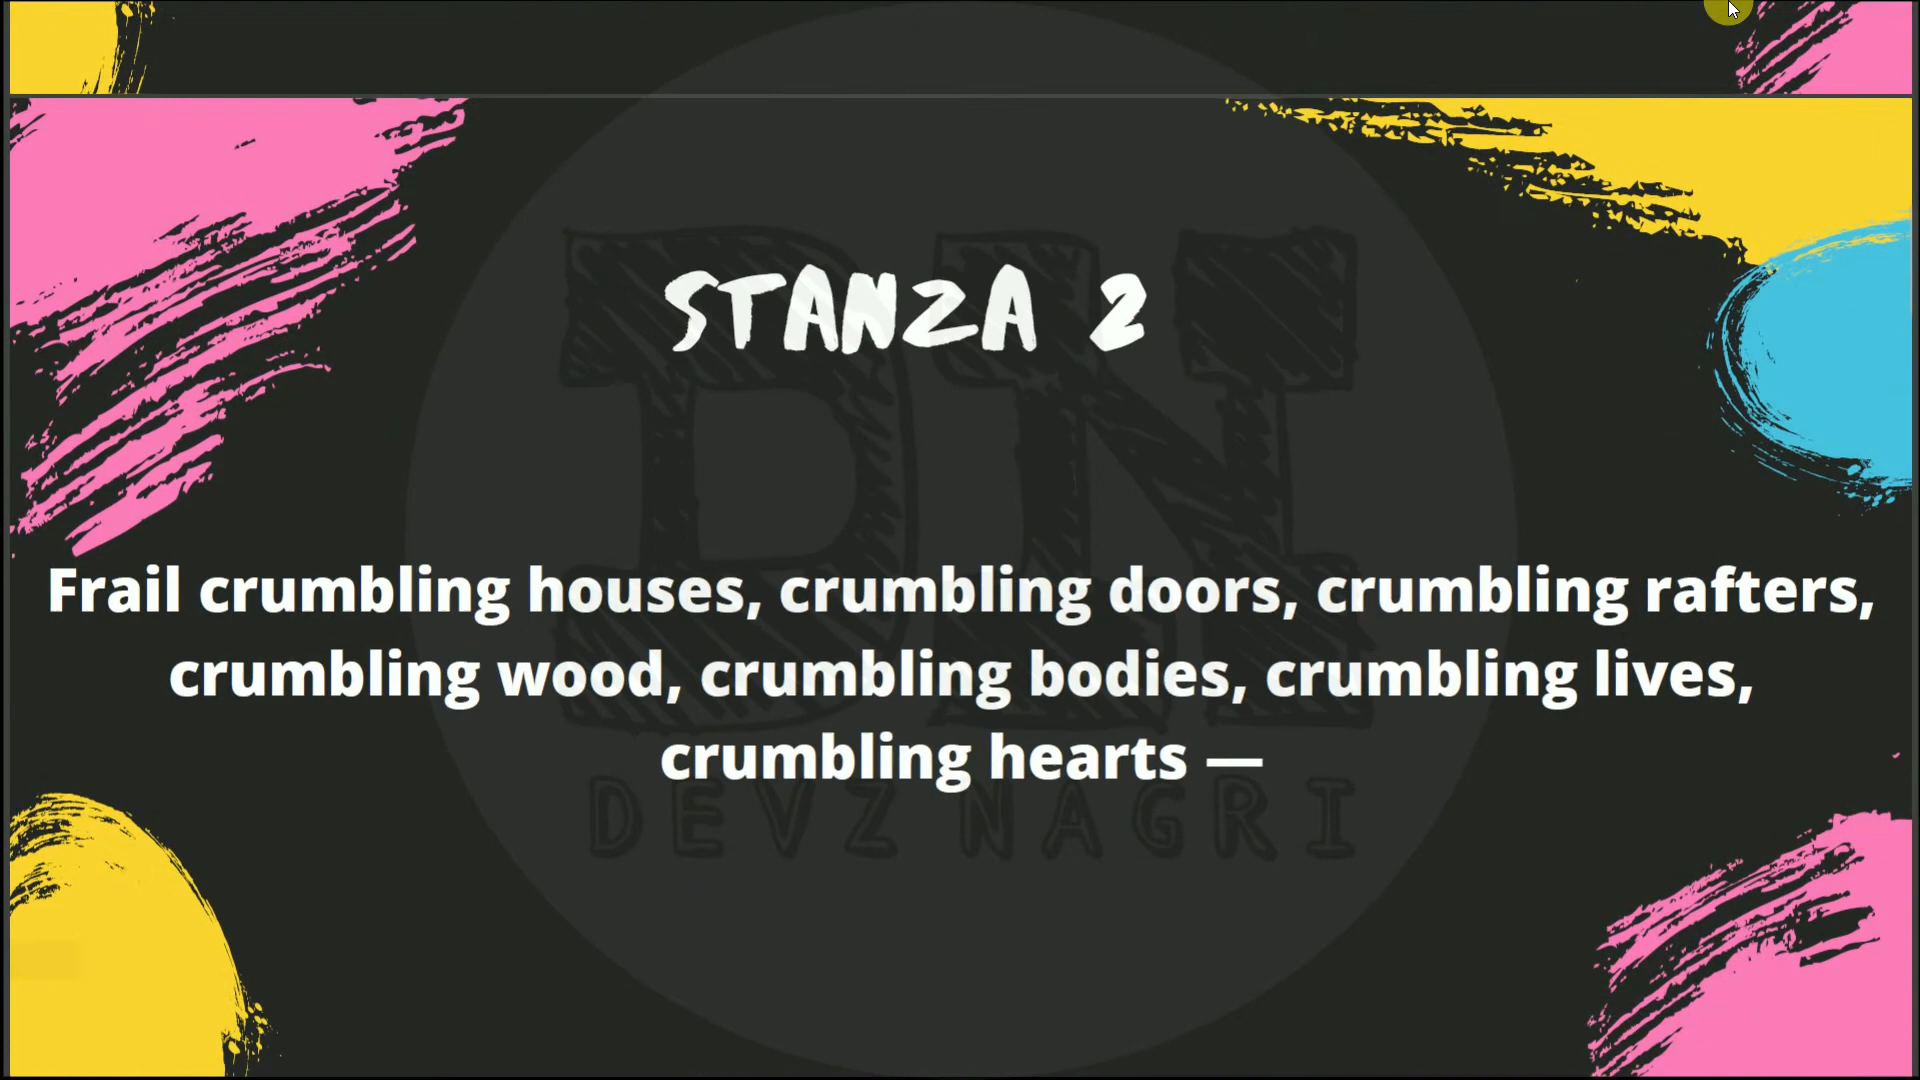 STANZA 2
Frail crumbling houses, crumbling doors, crumbling rafters,
crumbling wood, crumbling bodies, crumbling lives,
crumbling hearts —
DN
DEVZ NAGRI